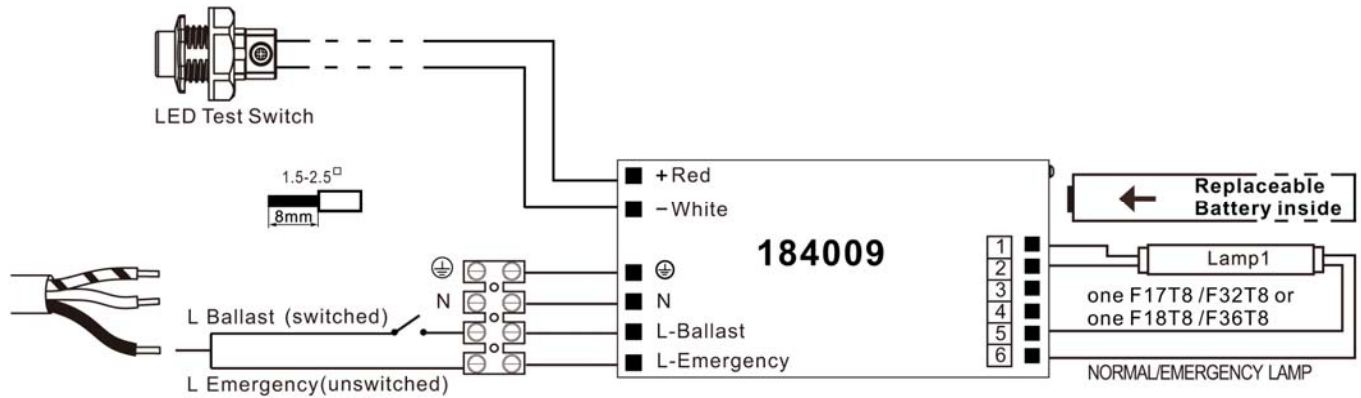 LED Test Switch
1.5-2.5□
8mm
+Red
−White
184009
Replaceable
Battery inside
N
N
L Ballast (switched)
L-Ballast
L-Emergency
L Emergency(unswitched)
1
2
3
4
5
6
Lamp1
one F17T8 /F32T8 or
one F18T8 /F36T8
NORMAL/EMERGENCY LAMP